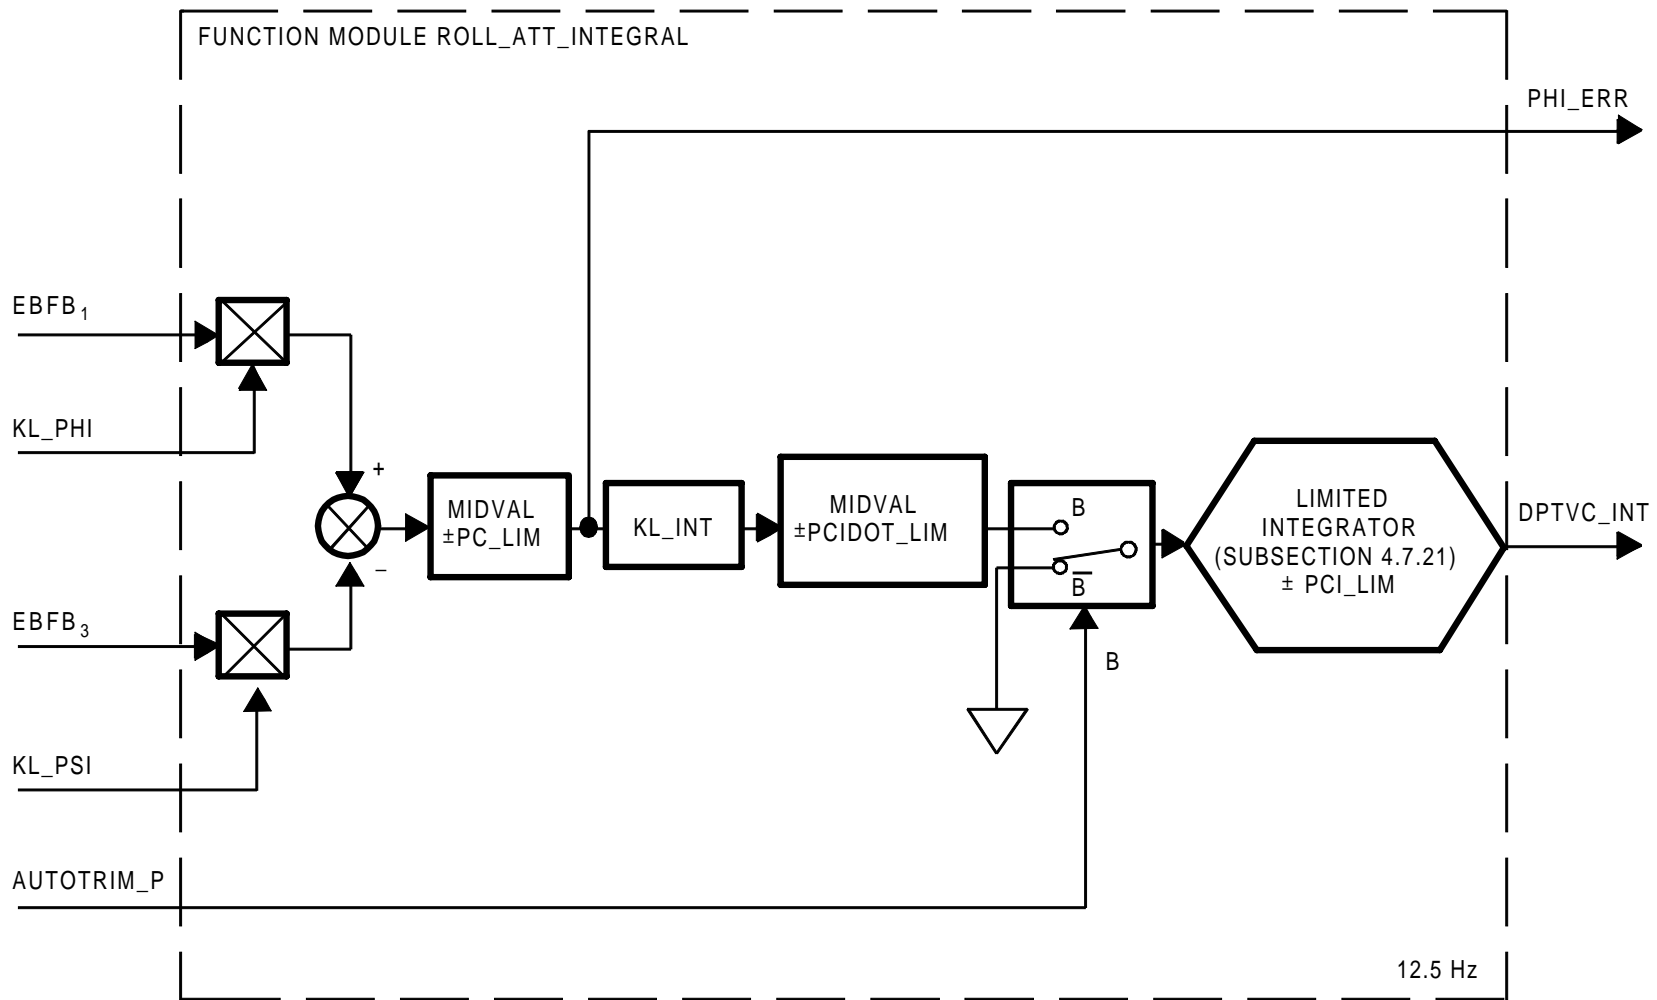 FUNCTION MODULE ROLL_ATT_INTEGRAL
PHI_ERR
EBFB₁
KL_PHI
+
MIDVAL
±PC_LIM
KL_INT
MIDVAL
±PCIDOT_LIM
B
B̅
LIMITED
INTEGRATOR
(SUBSECTION 4.7.21)
± PCI_LIM
DPTVC_INT
−
EBFB₃
B
KL_PSI
AUTOTRIM_P
12.5 Hz